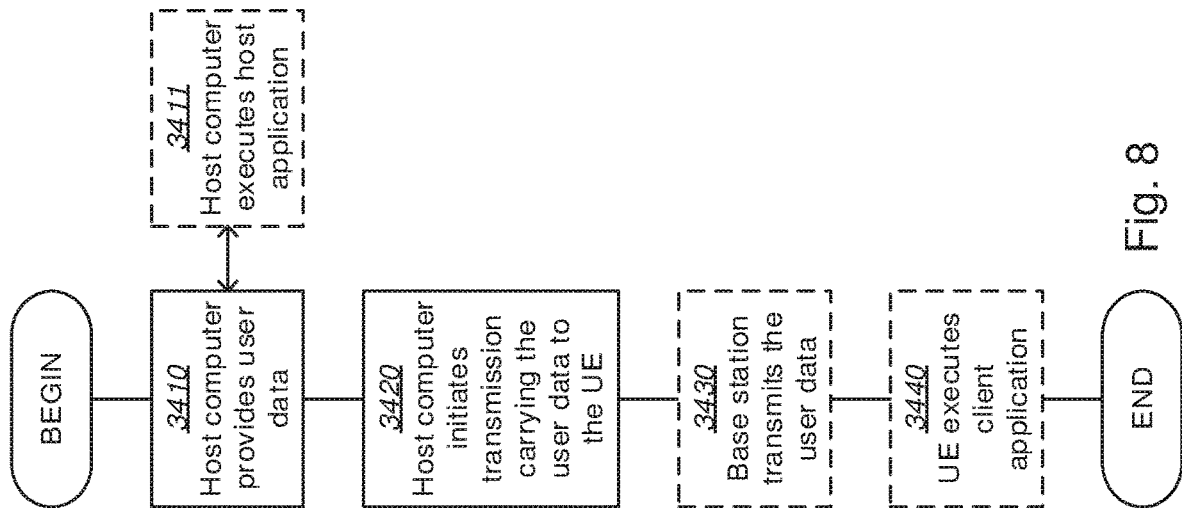 BEGIN
3410
Host computer
provides user
data
3411
Host computer
executes host
application
3420
Host computer
initiates
transmission
carrying the
user data to
the UE
3430
Base station
transmits the
user data
3440
UE executes
client
application
END
Fig. 8